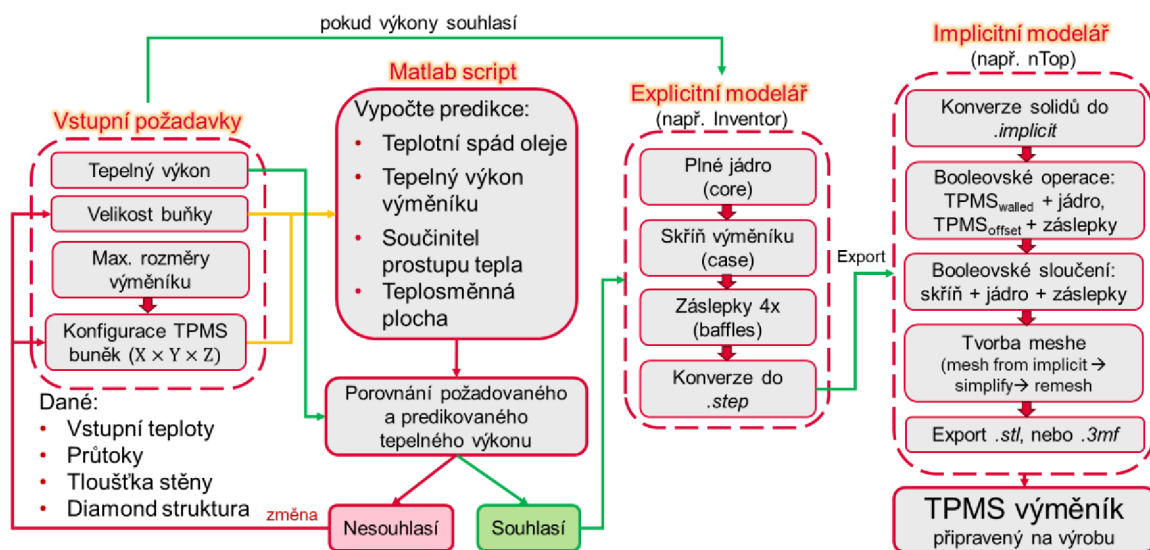 pokud výkony souhlasí
Vstupní požadavky
Tepelný výkon
Velikost buňky
Max. rozměry
výměníku
Konfigurace TPMS
buněk (X × Y × Z)
Dané:
• Vstupní teploty
• Průtoky
• Tloušťka stěny
• Diamond struktura
změna
Matlab script
Vypočte predikce:
• Teplotní spád oleje
• Tepelný výkon
výměníku
• Součinitel
prostupu tepla
• Teplosměnná
plocha
Porovnání požadovaného
a predikovaného
tepelného výkonu
Nesouhlasí
Souhlasí
Explicitní modelář
(např. Inventor)
Plné jádro
(core)
Skříň výměníku
(case)
Záslepky 4x
(baffles)
Konverze do
.step
Export
Implicitní modelář
(např. nTop)
Konverze solidů do
.implicit
Booleovské operace:
TPMSwalled + jádro,
TPMSoffset + záslepky
Booleovské sloučení:
skříň + jádro + záslepky
Tvorba meshe
(mesh from implicit →
simplify→ remesh
Export .stl, nebo .3mf
TPMS výměník
připravený na výrobu